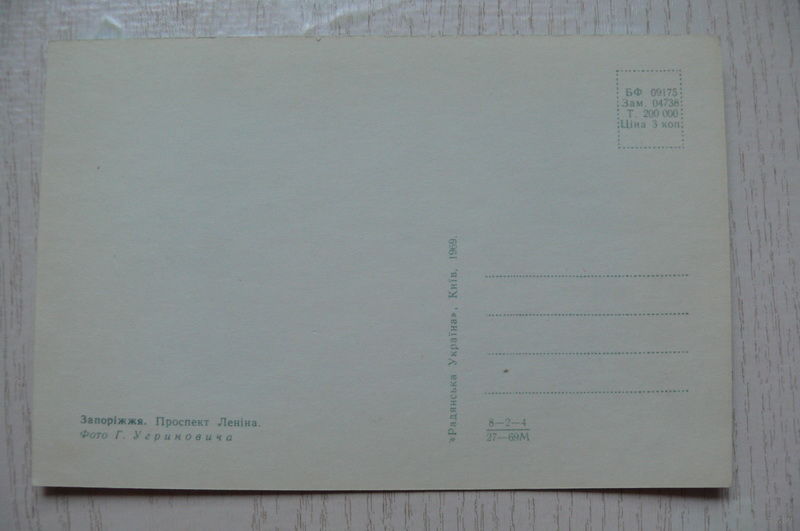 БФ 09175
Зам. 04738
Т. 200 000
Ціна 3 коп.
«Радянська Україна», Київ, 1969.
Запоріжжя. Проспект Леніна.
Фото Г. Угриновича
8—2—4
27—69М